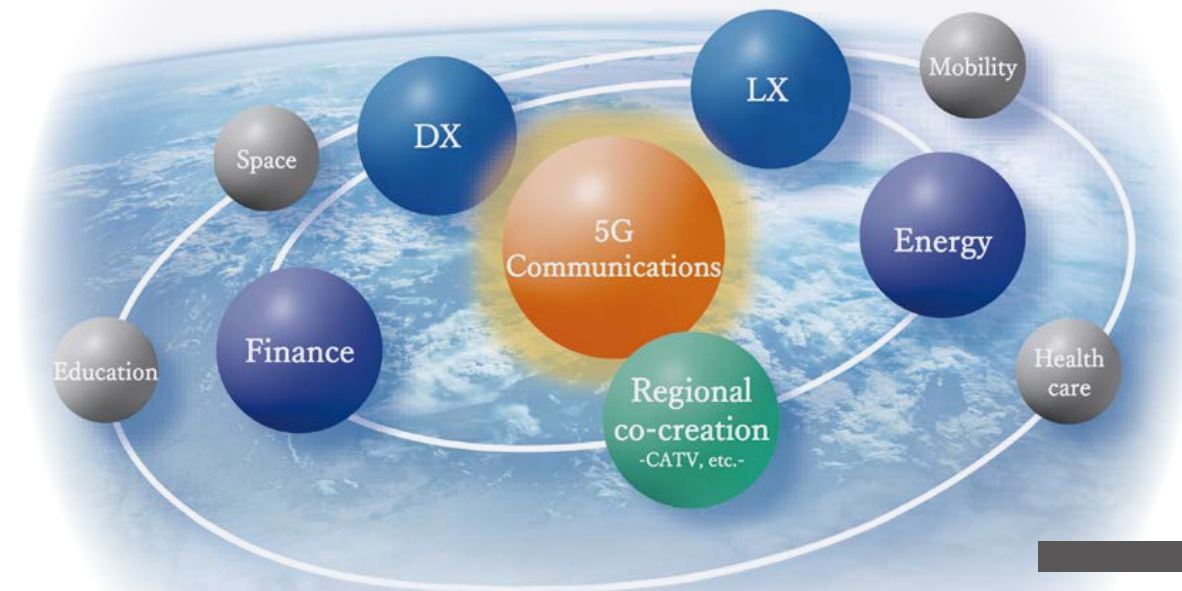 LX
Mobility
DX
Space
5G
Communications
Energy
Finance
Education
Health
care
Regional
co-creation
-CATV, etc.-